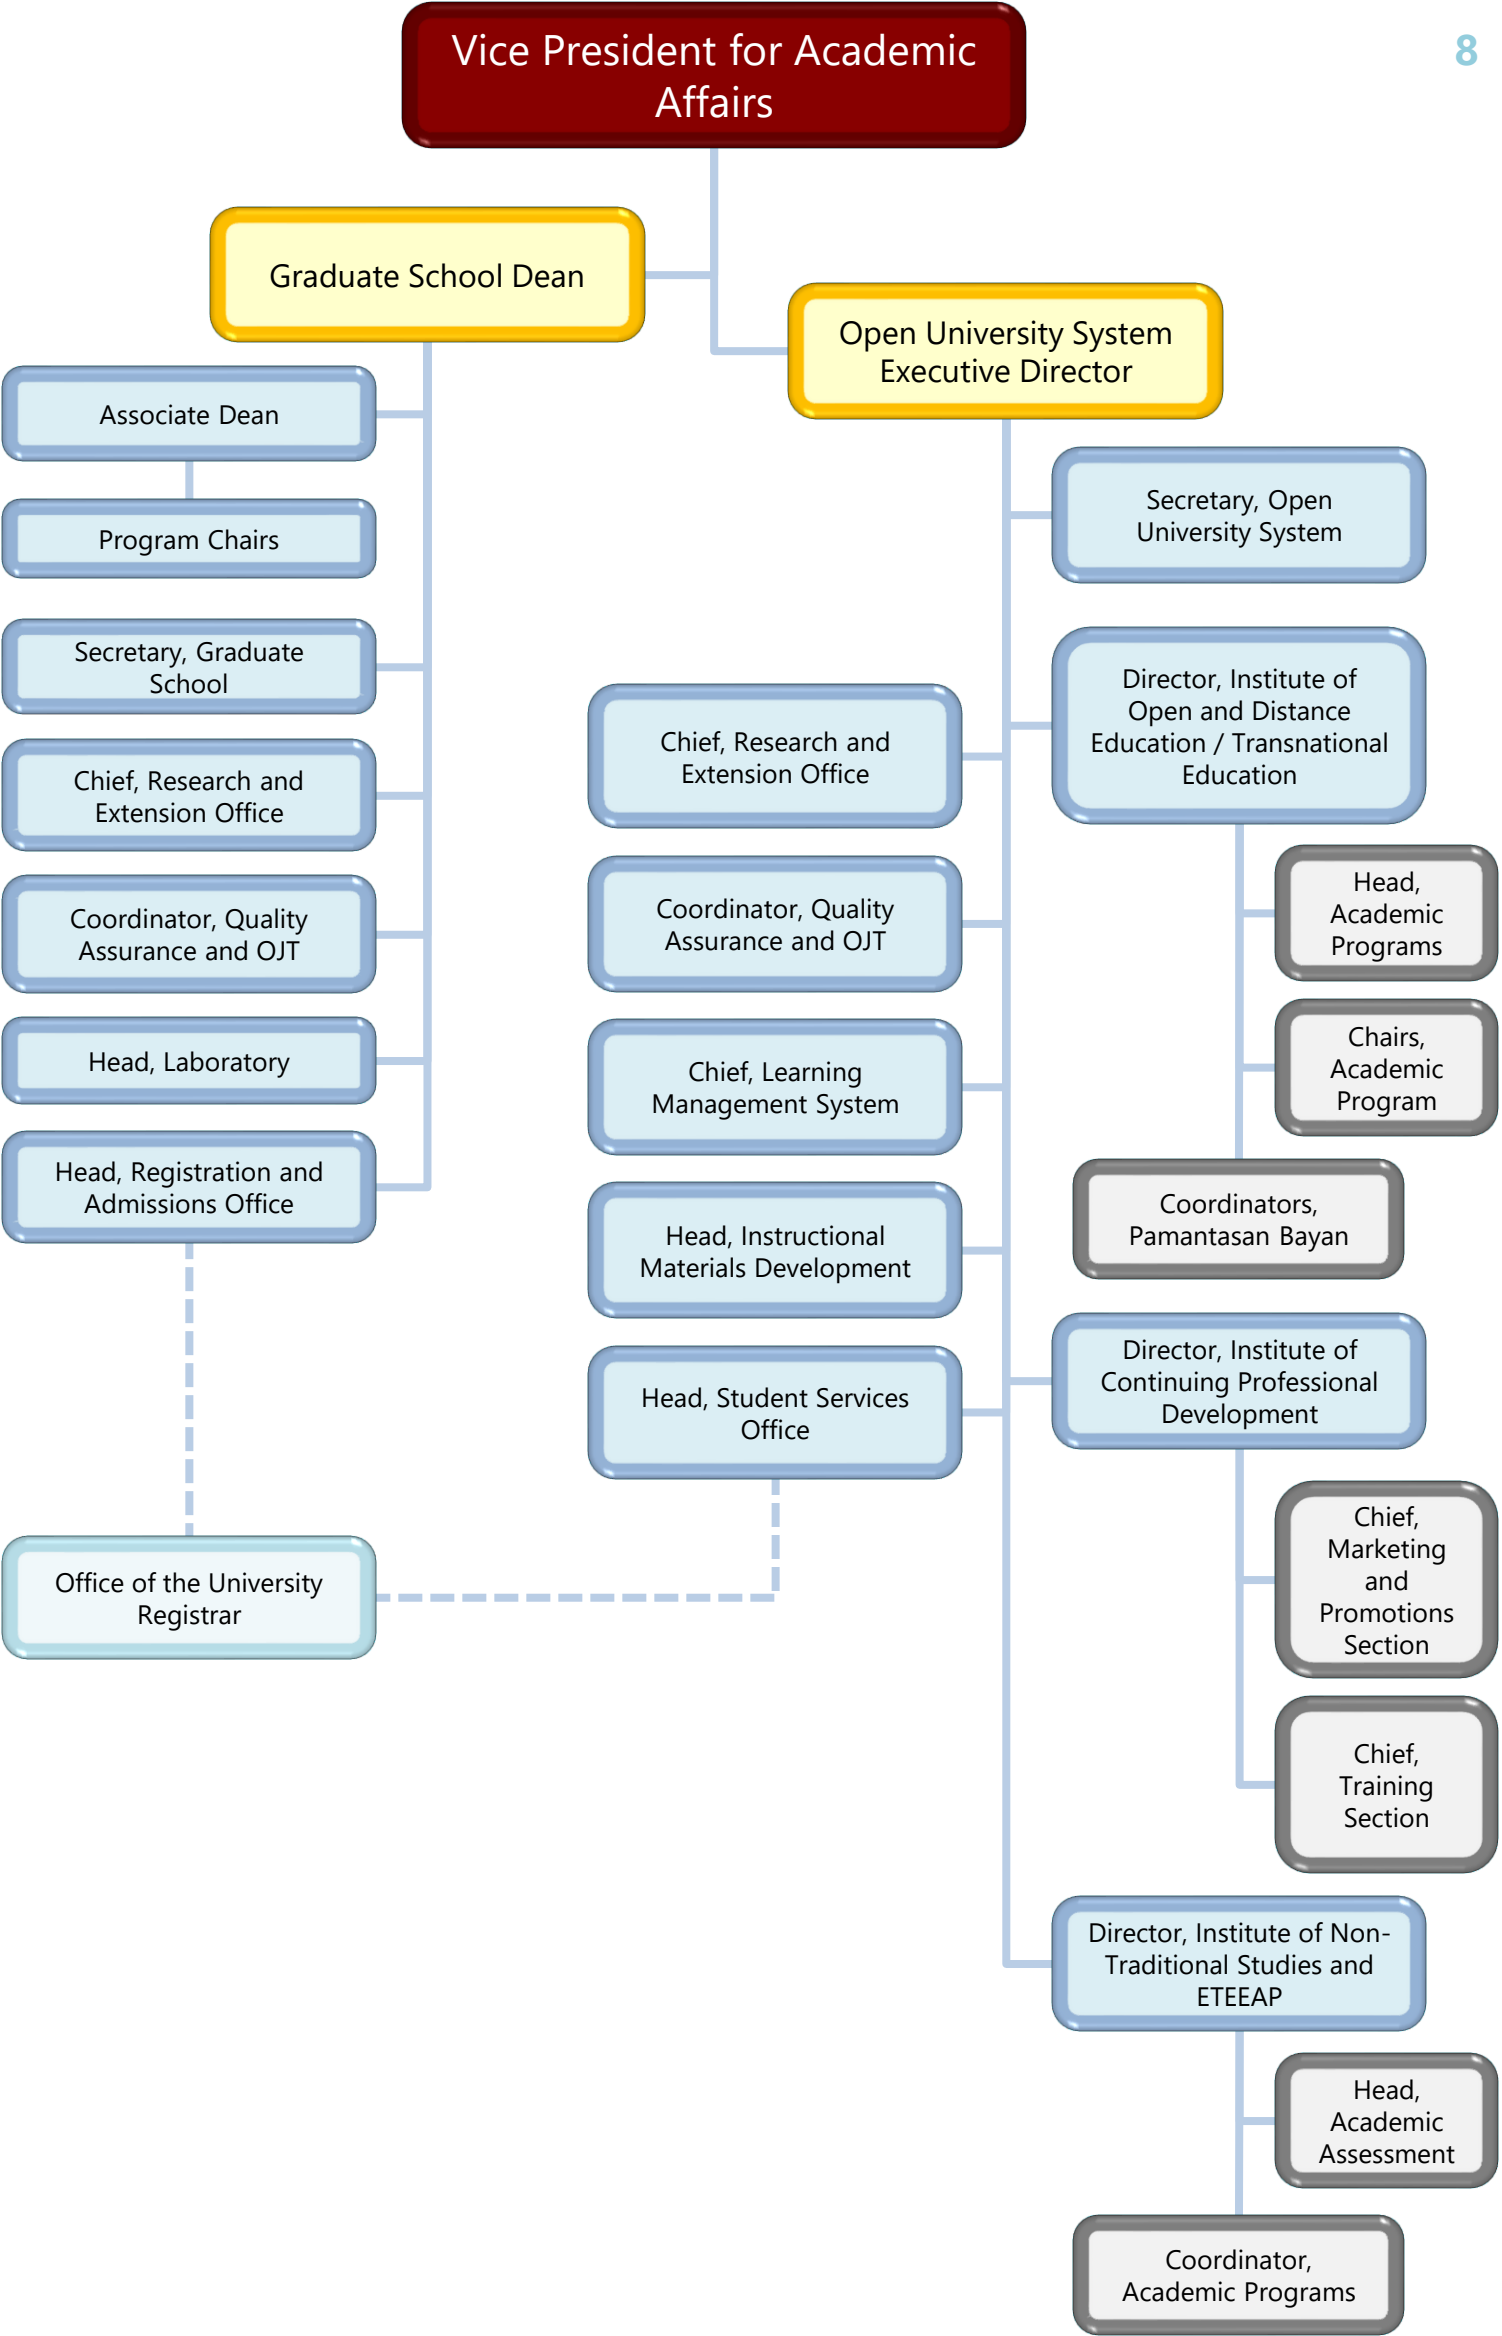 8
Vice President for Academic
Affairs
Graduate School Dean
Open University System
Executive Director
Associate Dean
Program Chairs
Secretary, Graduate
School
Chief, Research and
Extension Office
Coordinator, Quality
Assurance and OJT
Head, Laboratory
Head, Registration and
Admissions Office
Office of the University
Registrar
Secretary, Open
University System
Chief, Research and
Extension Office
Coordinator, Quality
Assurance and OJT
Chief, Learning
Management System
Head, Instructional
Materials Development
Head, Student Services
Office
Director, Institute of
Open and Distance
Education / Transnational
Education
Head,
Academic
Programs
Chairs,
Academic
Program
Coordinators,
Pamantasan Bayan
Director, Institute of
Continuing Professional
Development
Chief,
Marketing
and
Promotions
Section
Chief,
Training
Section
Director, Institute of Non-
Traditional Studies and
ETEEAP
Head,
Academic
Assessment
Coordinator,
Academic Programs